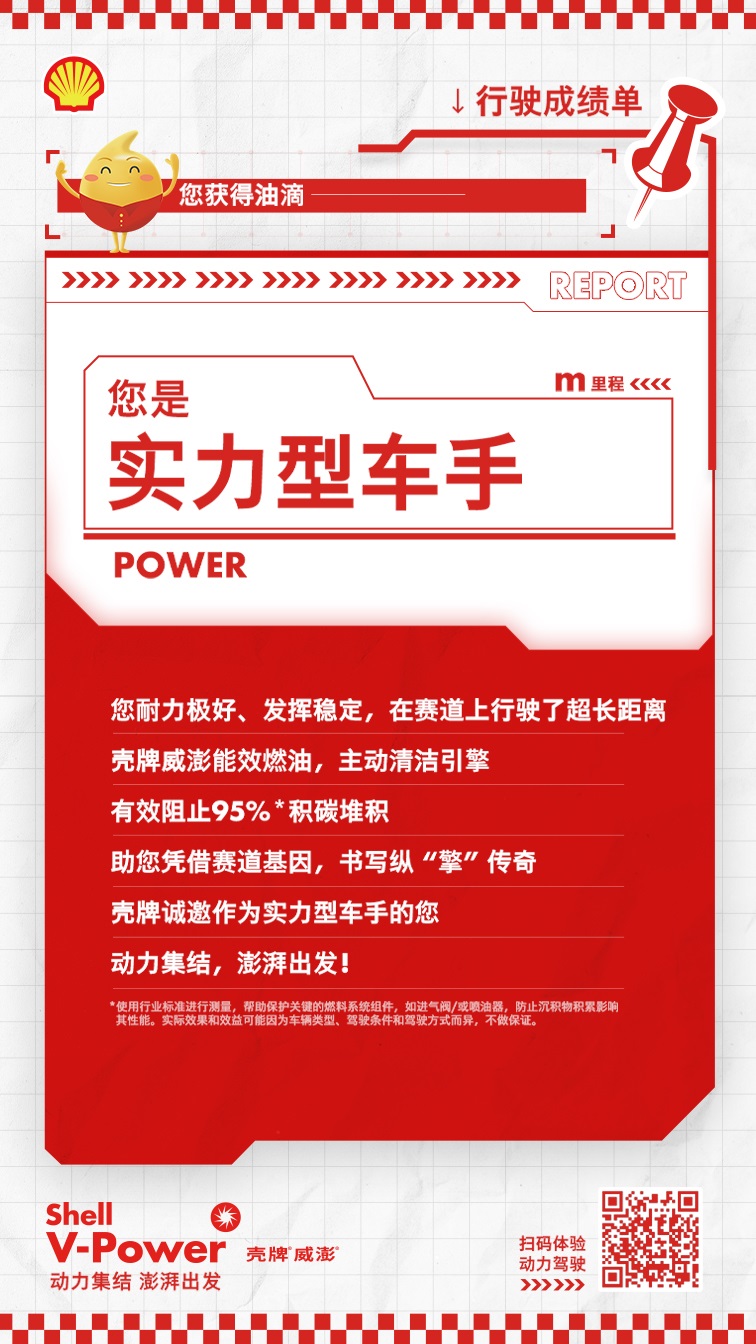 ↓行驶成绩单
您获得油滴
REPORT
m 里程
您是
实力型车手
POWER
您耐力极好、发挥稳定，在赛道上行驶了超长距离
壳牌威澎能效燃油，主动清洁引擎
有效阻止95%*积碳堆积
助您凭借赛道基因，书写纵“擎”传奇
壳牌诚邀作为实力型车手的您
动力集结，澎湃出发!
*使用行业标准进行测量，帮助保护关键的燃料系统组件，如进气阀/或喷油器，防止沉积物积累影响
其性能。实际效果和效益可能因为车辆类型、驾驶条件和驾驶方式而异，不做保证。
Shell
V-Power 壳牌®威澎®
动力集结 澎湃出发
扫码体验
动力驾驶